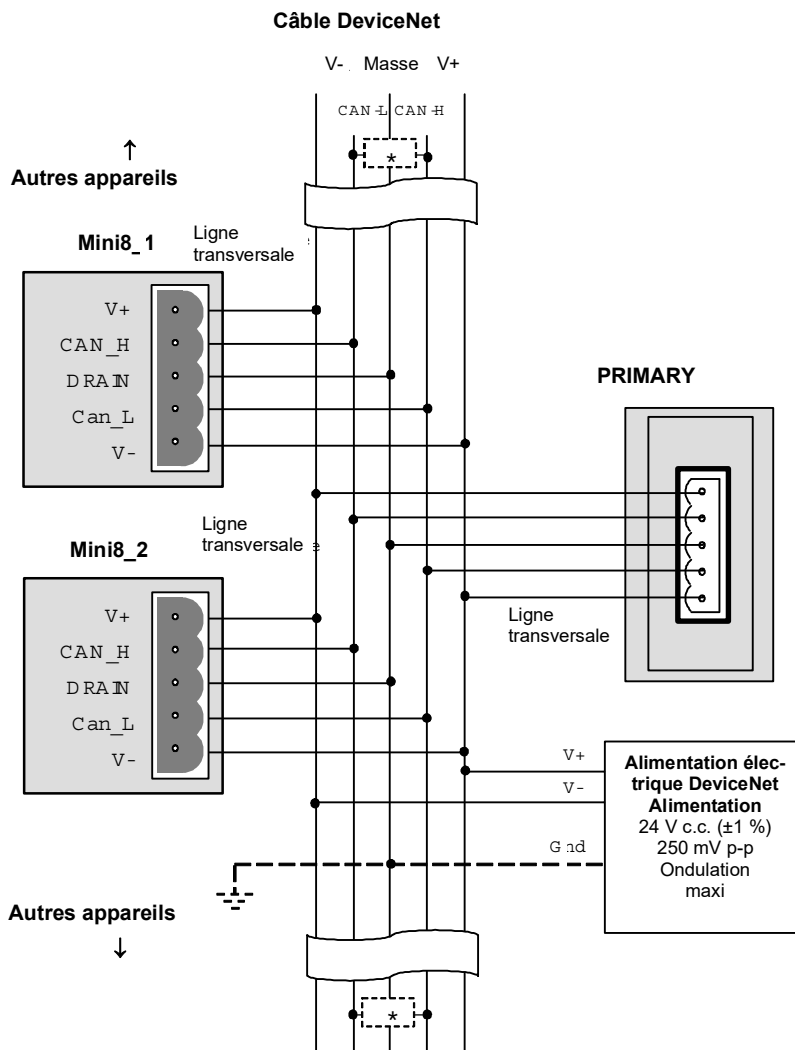 Câble DeviceNet
V- Masse V+
CAN-L CAN-H
*
↑
Autres appareils
Mini8_1
Ligne
transversale
V+
CAN_H
DRAIN
Can_L
V-
PRIMARY
Ligne
transversale
Mini8_2
V+
CAN_H
DRAIN
Can_L
V-
Ligne
transversale
V+
V-
Gnd
Alimentation élec-
trique DeviceNet
Alimentation
24 V c.c. (±1 %)
250 mV p-p
Ondulation
maxi
Autres appareils
↓
*